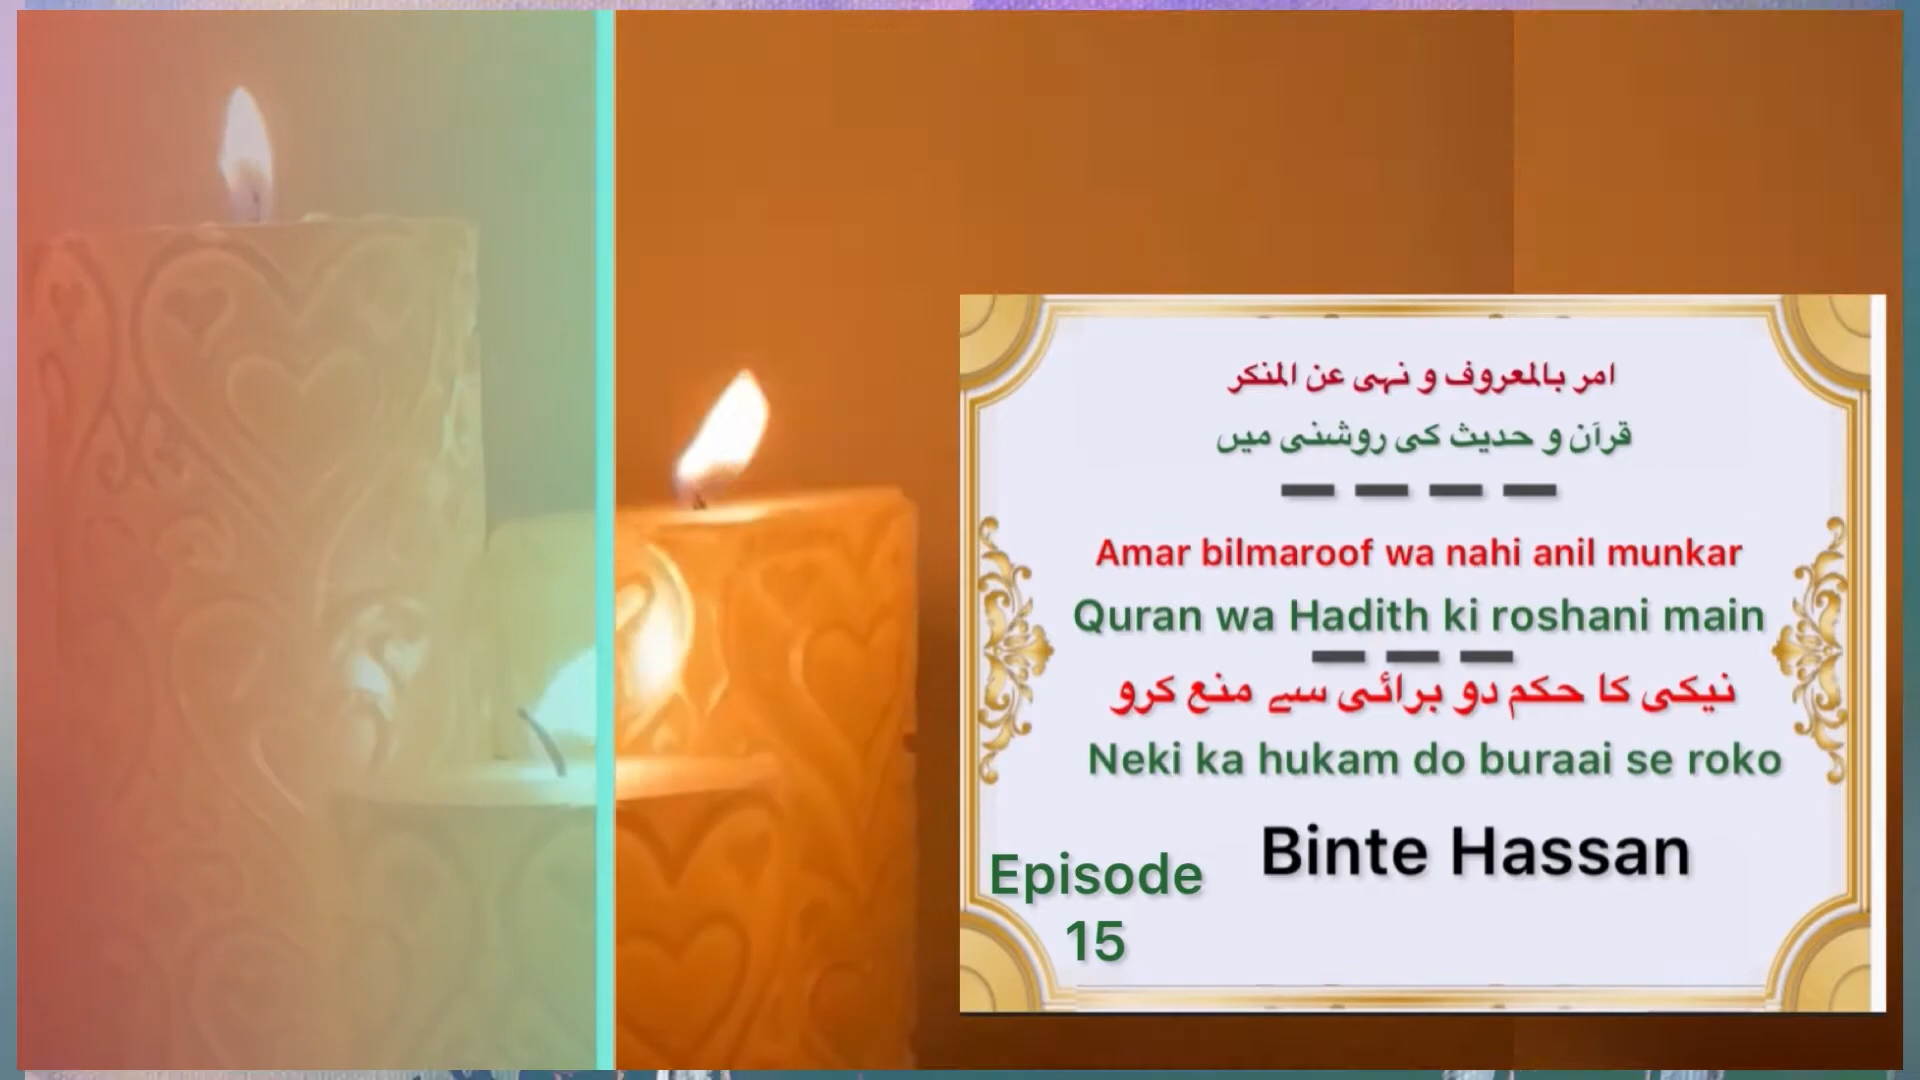 امر بالمعروف و نہی عن المنکر
قرآن و حدیث کی روشنی میں
Amar bilmaroof wa nahi anil munkar
Quran wa Hadith ki roshani main
نیکی کا حکم دو برائی سے منع کرو
Neki ka hukam do buraai se roko
Binte Hassan
Episode
15